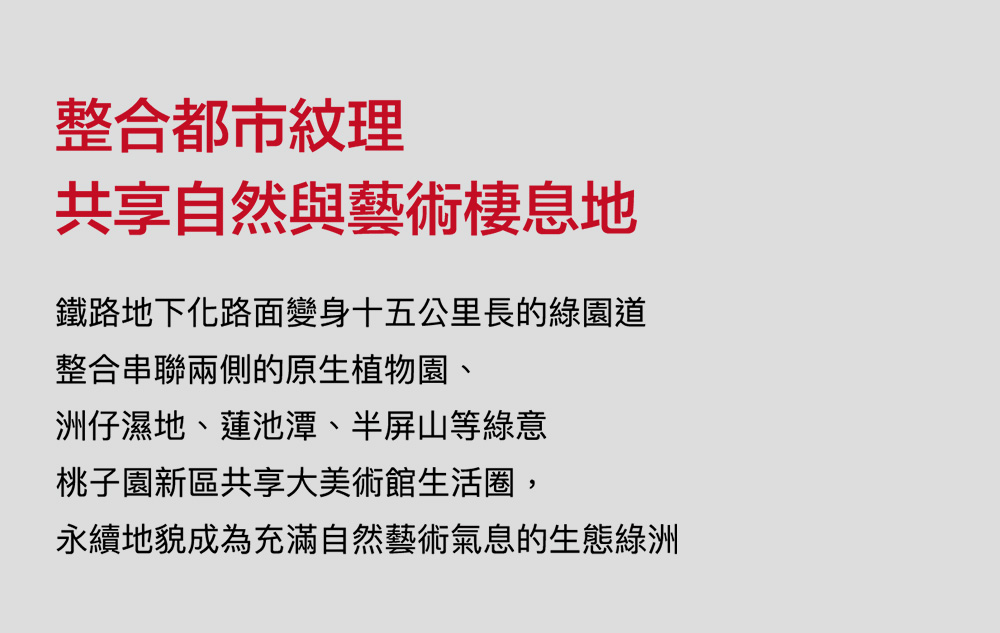 整合都市紋理
共享自然與藝術棲息地
鐵路地下化路面變身十五公里長的綠園道
整合串聯兩側的原生植物園、
洲仔濕地、蓮池潭、半屏山等綠意
桃子園新區共享大美術館生活圈，
永續地貌成為充滿自然藝術氣息的生態綠洲